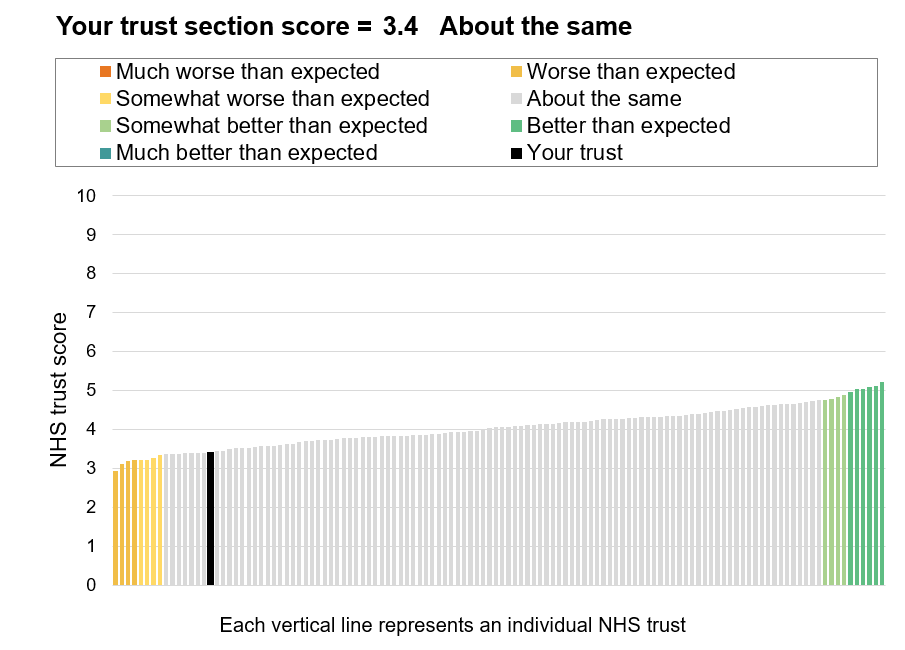 Your trust section score = 3.4 About the same
Much worse than expected
Worse than expected
Somewhat worse than expected
About the same
Somewhat better than expected
Better than expected
Much better than expected
Your trust
10
9
8
7
6
5
4
3
2
1
0
NHS trust score
Each vertical line represents an individual NHS trust